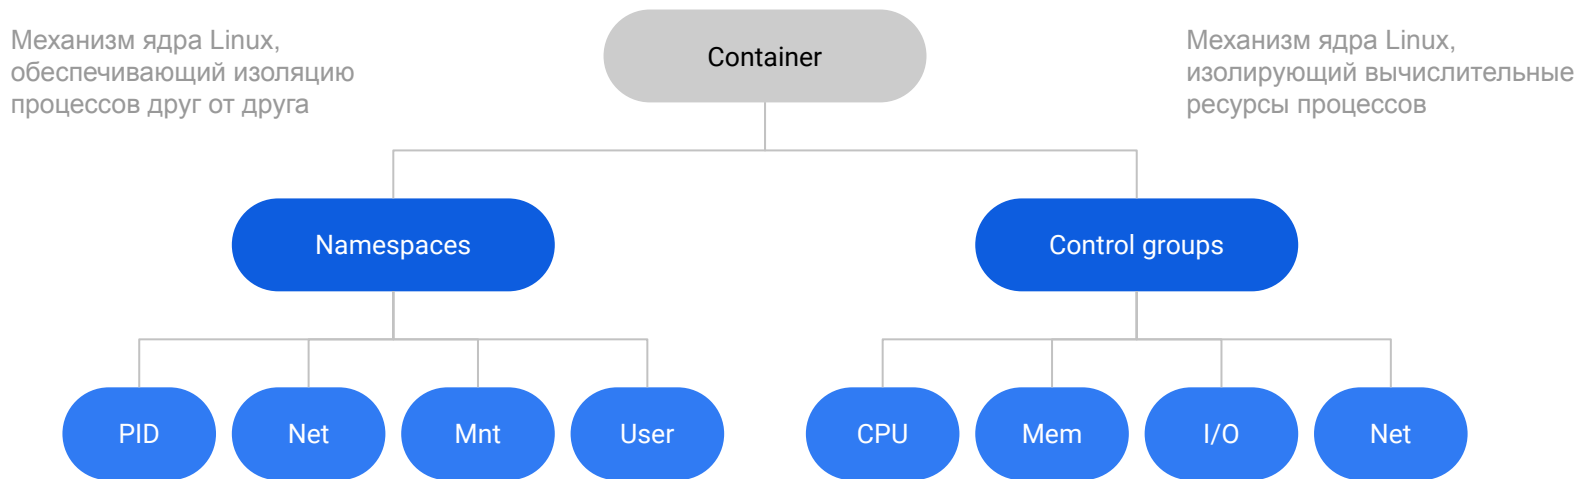 Механизм ядра Linux,
обеспечивающий изоляцию
процессов друг от друга
Container
Механизм ядра Linux,
изолирующий вычислительные
ресурсы процессов
Namespaces
Control groups
PID
Net
Mnt
User
CPU
Mem
I/O
Net